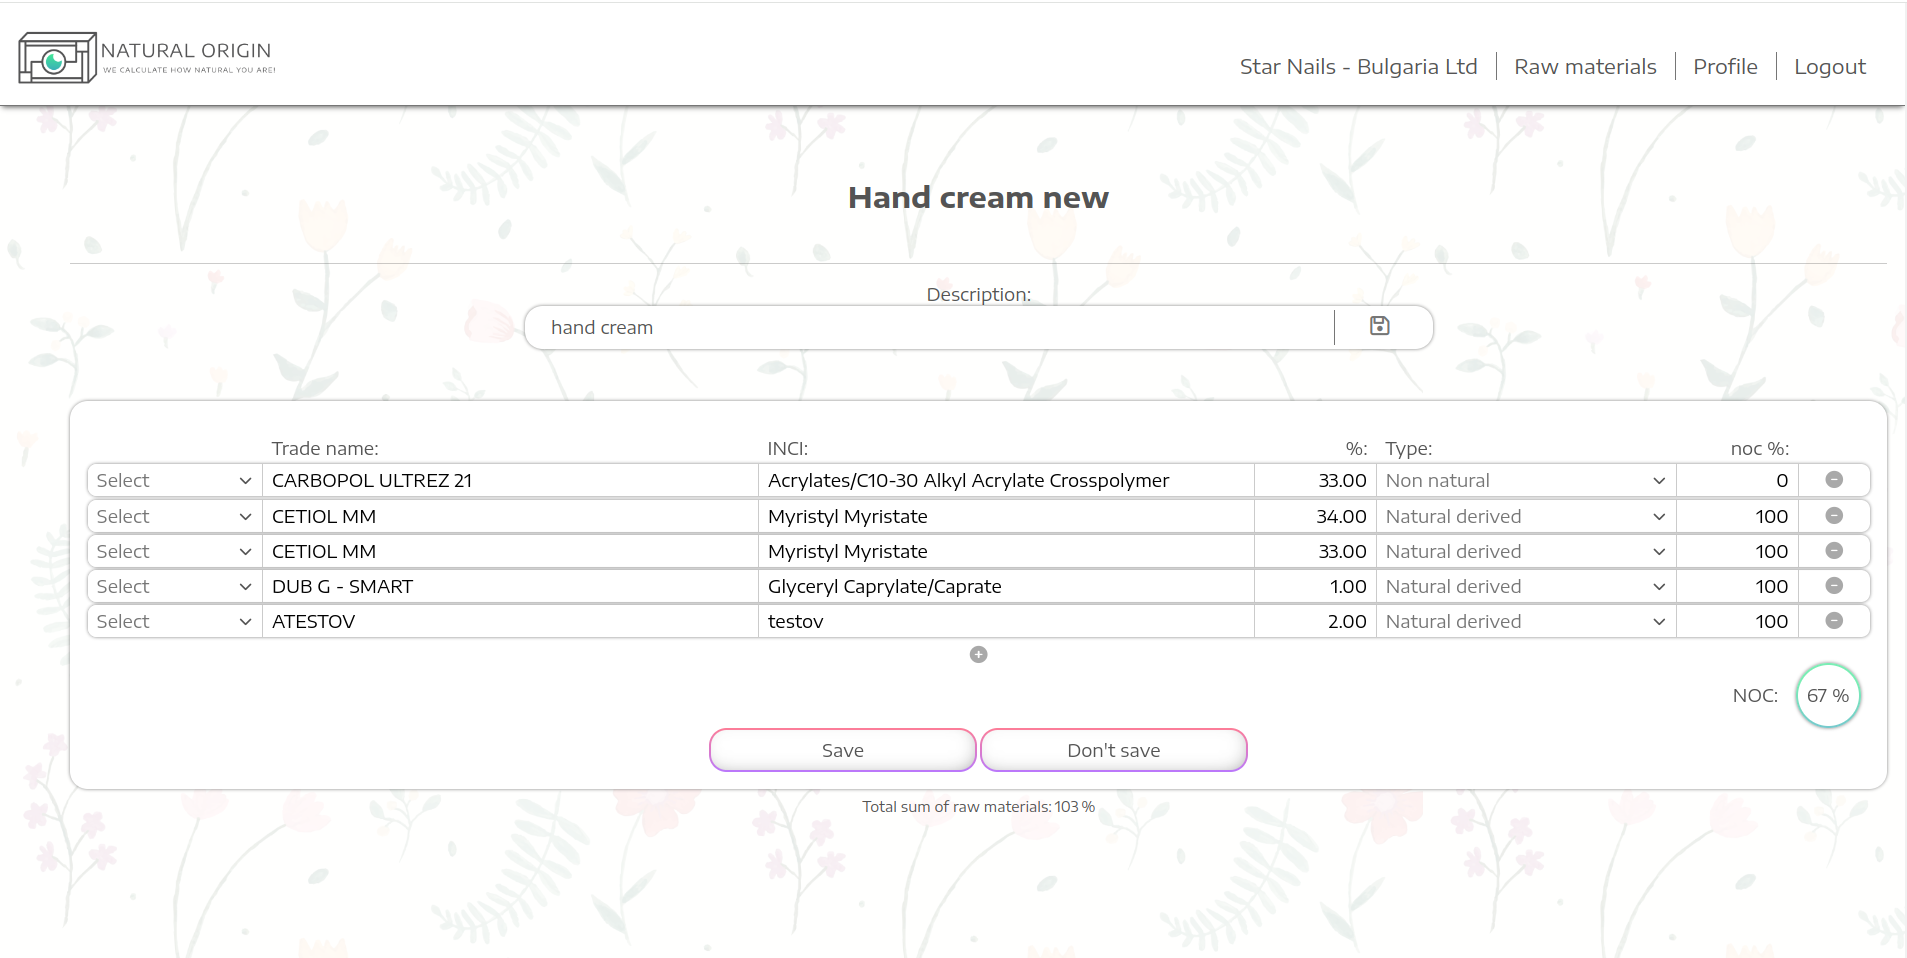 NATURAL ORIGIN
WE CALCULATE HOW NATURAL YOU ARE!
Star Nails - Bulgaria Ltd Raw materials Profile Logout
Hand cream new
Description:
hand cream
Trade name: INCI: %: Type: noc %:
Select CARBOPOL ULTREZ 21 Acrylates/C10-30 Alkyl Acrylate Crosspolymer 33.00 Non natural 0
Select CETIOL MM Myristyl Myristate 34.00 Natural derived 100
Select CETIOL MM Myristyl Myristate 33.00 Natural derived 100
Select DUB G - SMART Glyceryl Caprylate/Caprate 1.00 Natural derived 100
Select ATESTOV testov 2.00 Natural derived 100
NOC: 67 %
Save Don't save
Total sum of raw materials: 103 %